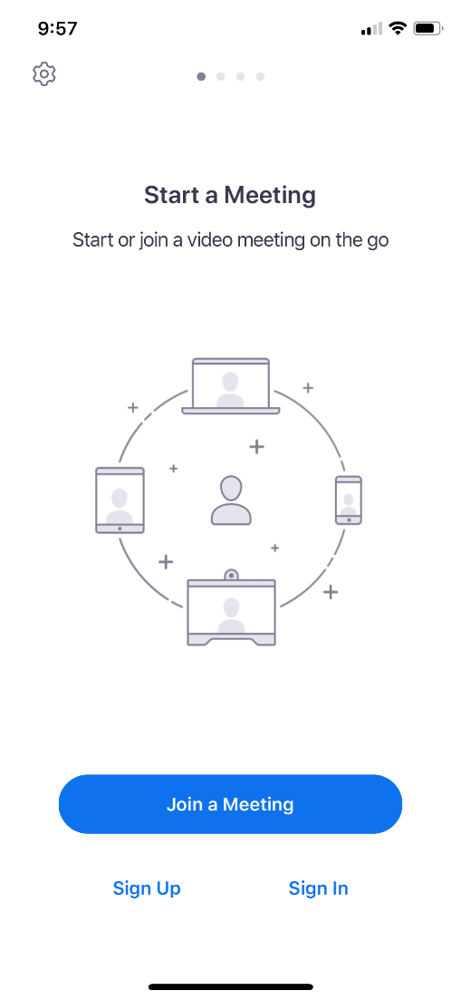 9:57
Start a Meeting
Start or join a video meeting on the go
Join a Meeting
Sign Up
Sign In